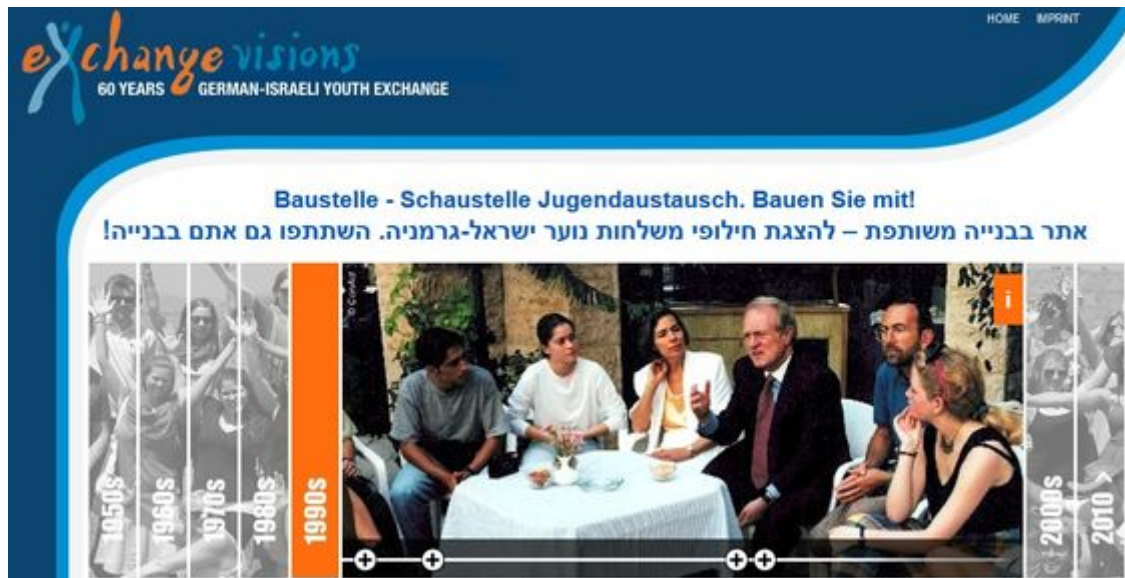 HOME IMPRINT
exchange visions
60 YEARS GERMAN-ISRAELI YOUTH EXCHANGE
Baustelle - Schaustelle Jugendaustausch. Bauen Sie mit!
אתר בבנייה משותפת – להצגת חילופי משלחות נוער ישראל-גרמניה. השתתפו גם אתם בבנייה!
© ConAct
i
1950s
1960s
1970s
1980s
1990s
2000s
2010 >